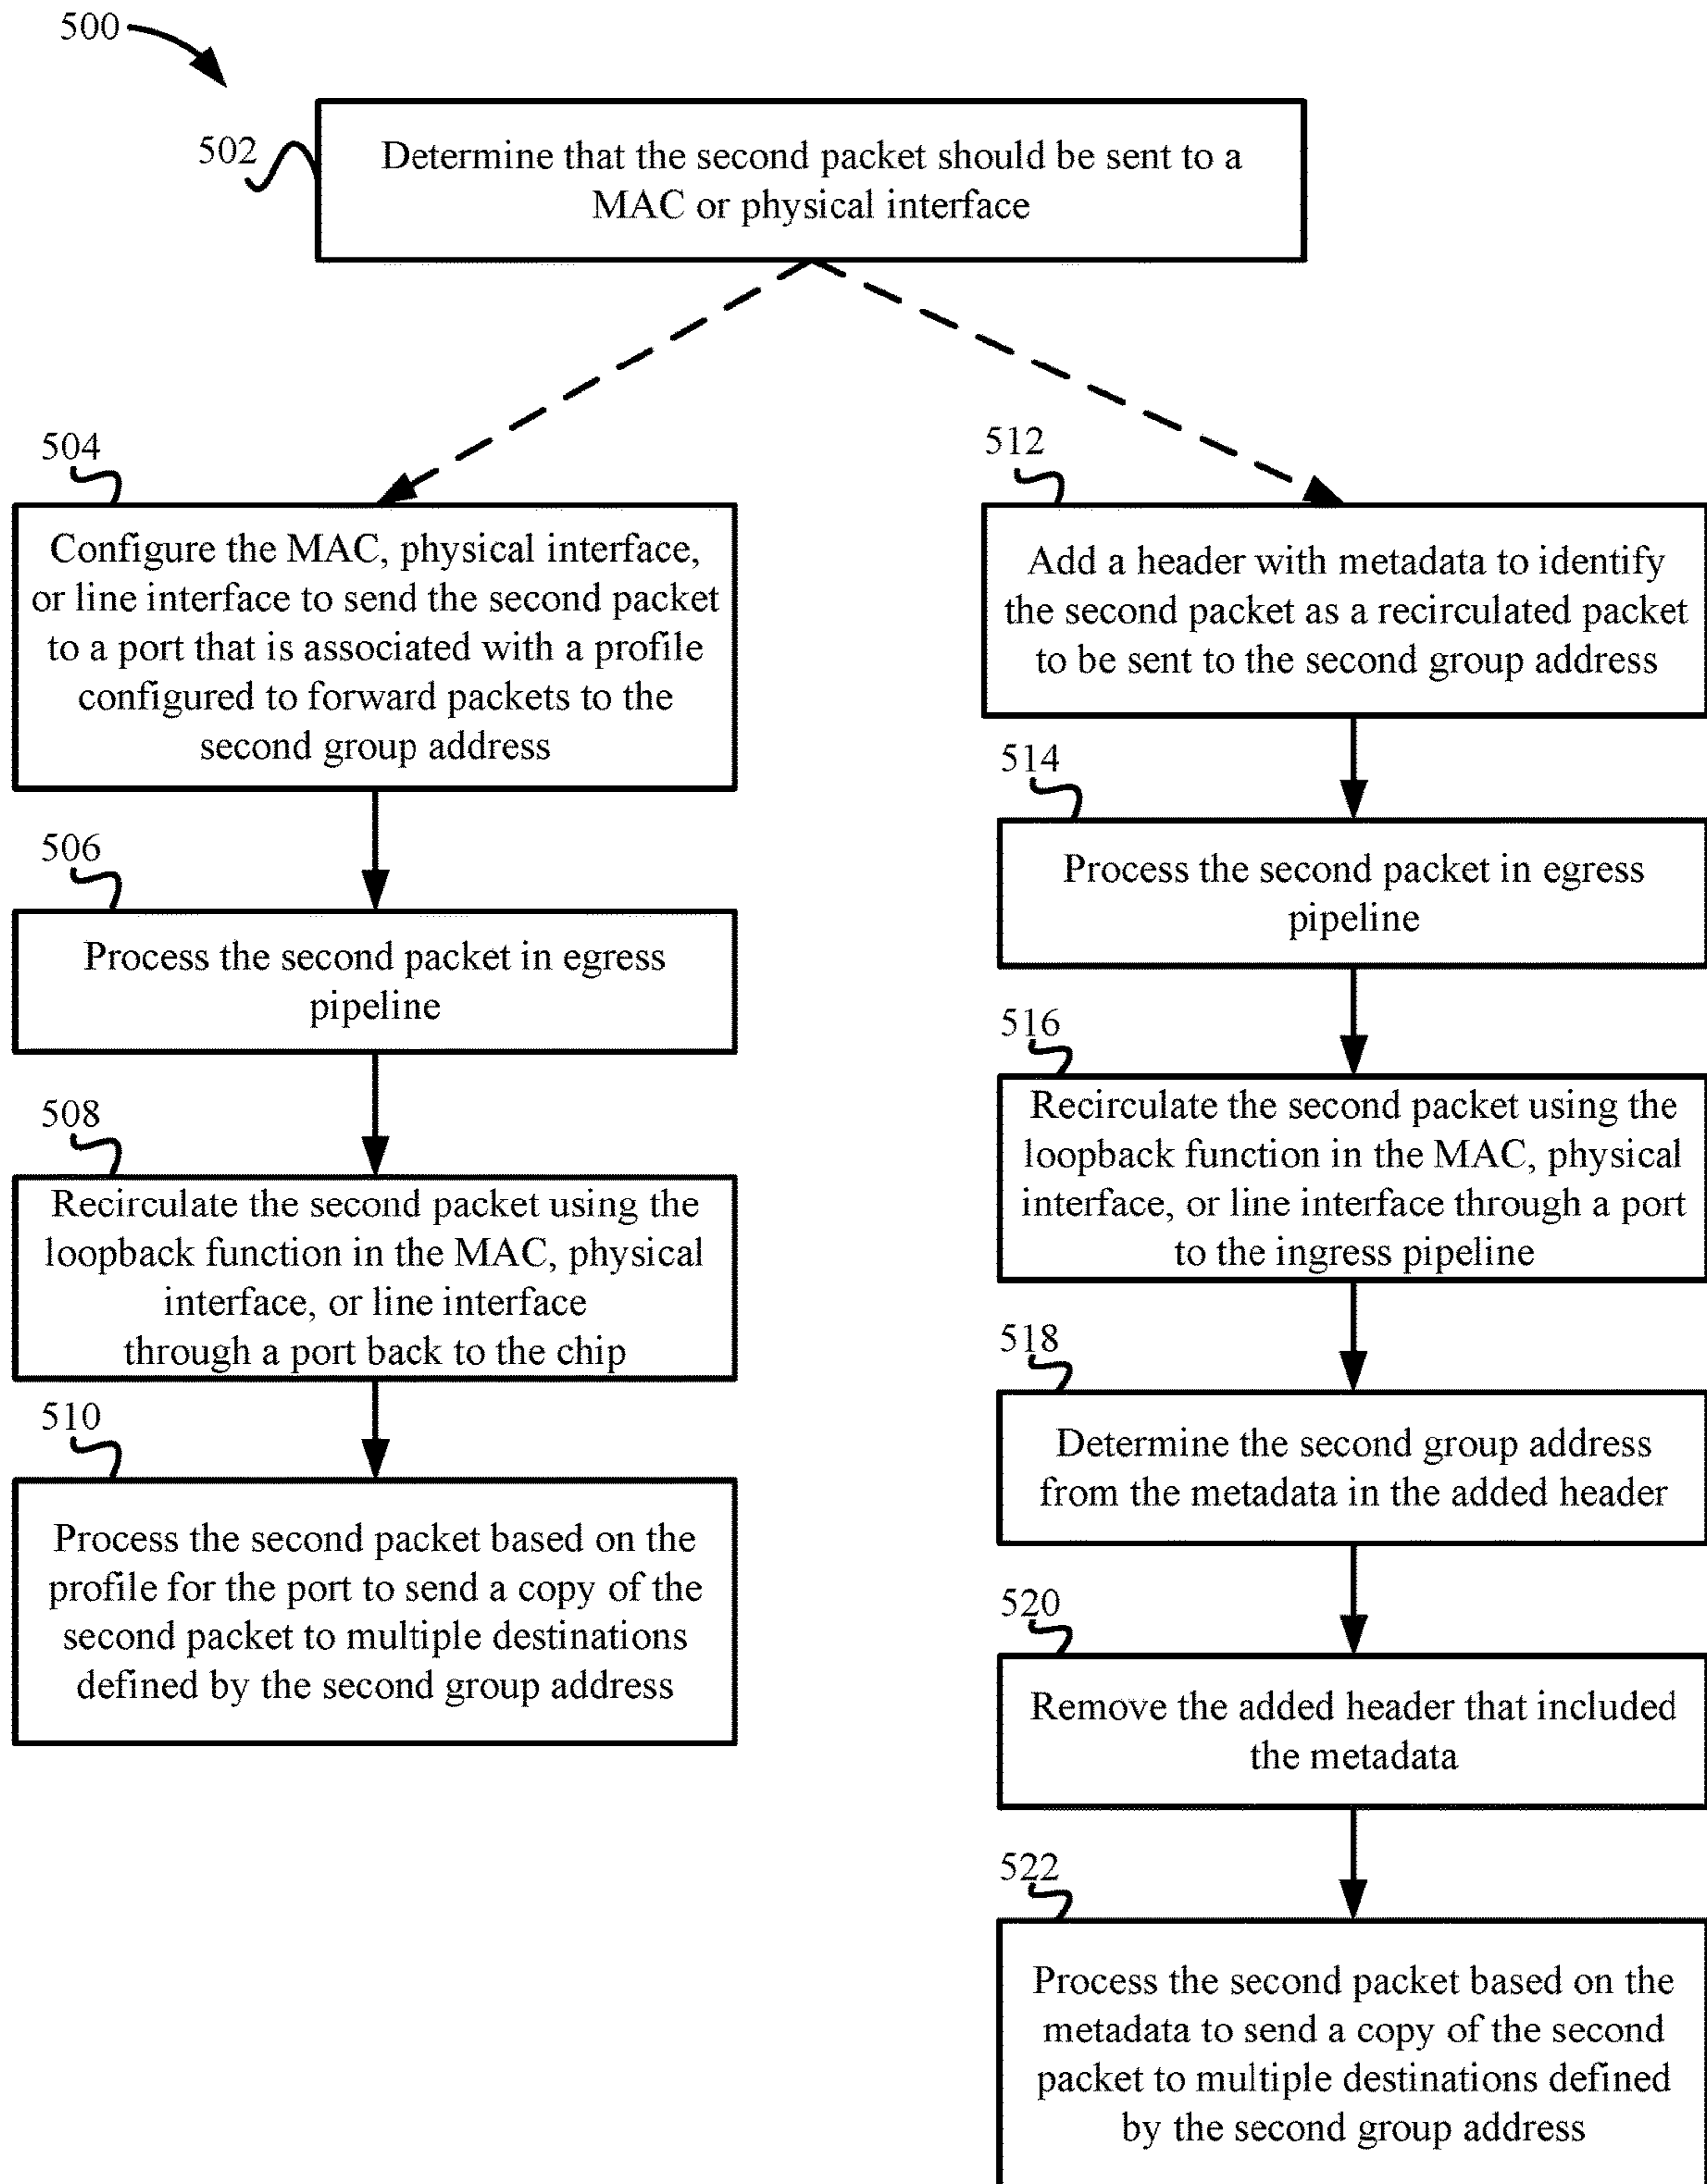 500
502
Determine that the second packet should be sent to a
MAC or physical interface
504
Configure the MAC, physical interface,
or line interface to send the second packet
to a port that is associated with a profile
configured to forward packets to the
second group address
506
Process the second packet in egress
pipeline
508
Recirculate the second packet using the
loopback function in the MAC, physical
interface, or line interface
through a port back to the chip
510
Process the second packet based on the
profile for the port to send a copy of the
second packet to multiple destinations
defined by the second group address
512
Add a header with metadata to identify
the second packet as a recirculated packet
to be sent to the second group address
514
Process the second packet in egress
pipeline
516
Recirculate the second packet using the
loopback function in the MAC, physical
interface, or line interface through a port
to the ingress pipeline
518
Determine the second group address
from the metadata in the added header
520
Remove the added header that included
the metadata
522
Process the second packet based on the
metadata to send a copy of the second
packet to multiple destinations defined
by the second group address